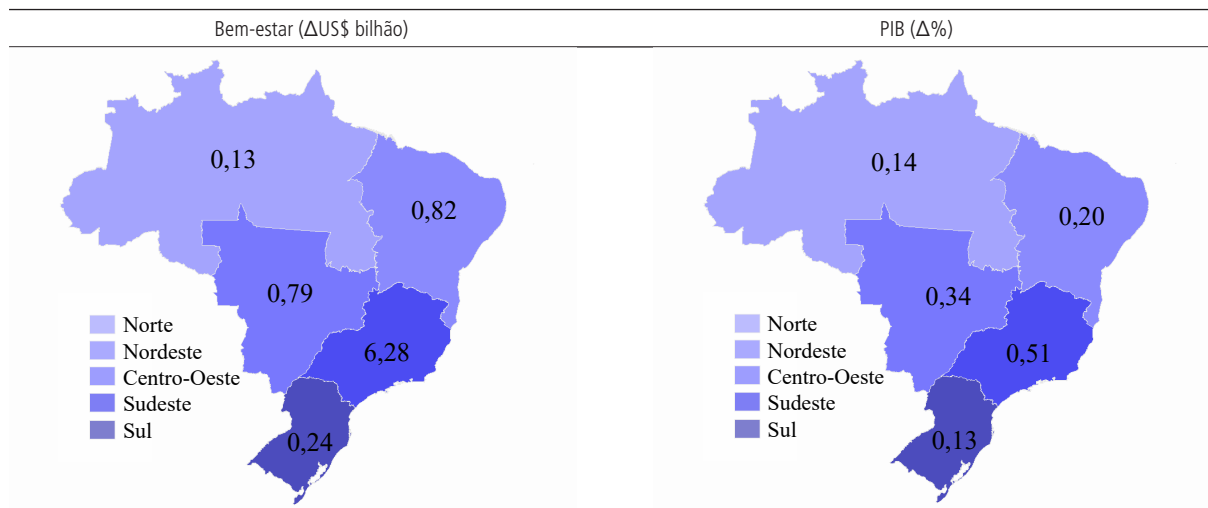 Bem-estar (ΔUS$ bilhão)
0,13
0,82
0,79
6,28
0,24
Norte
Nordeste
Centro-Oeste
Sudeste
Sul
PIB (Δ%)
0,14
0,20
0,34
0,51
0,13
Norte
Nordeste
Centro-Oeste
Sudeste
Sul